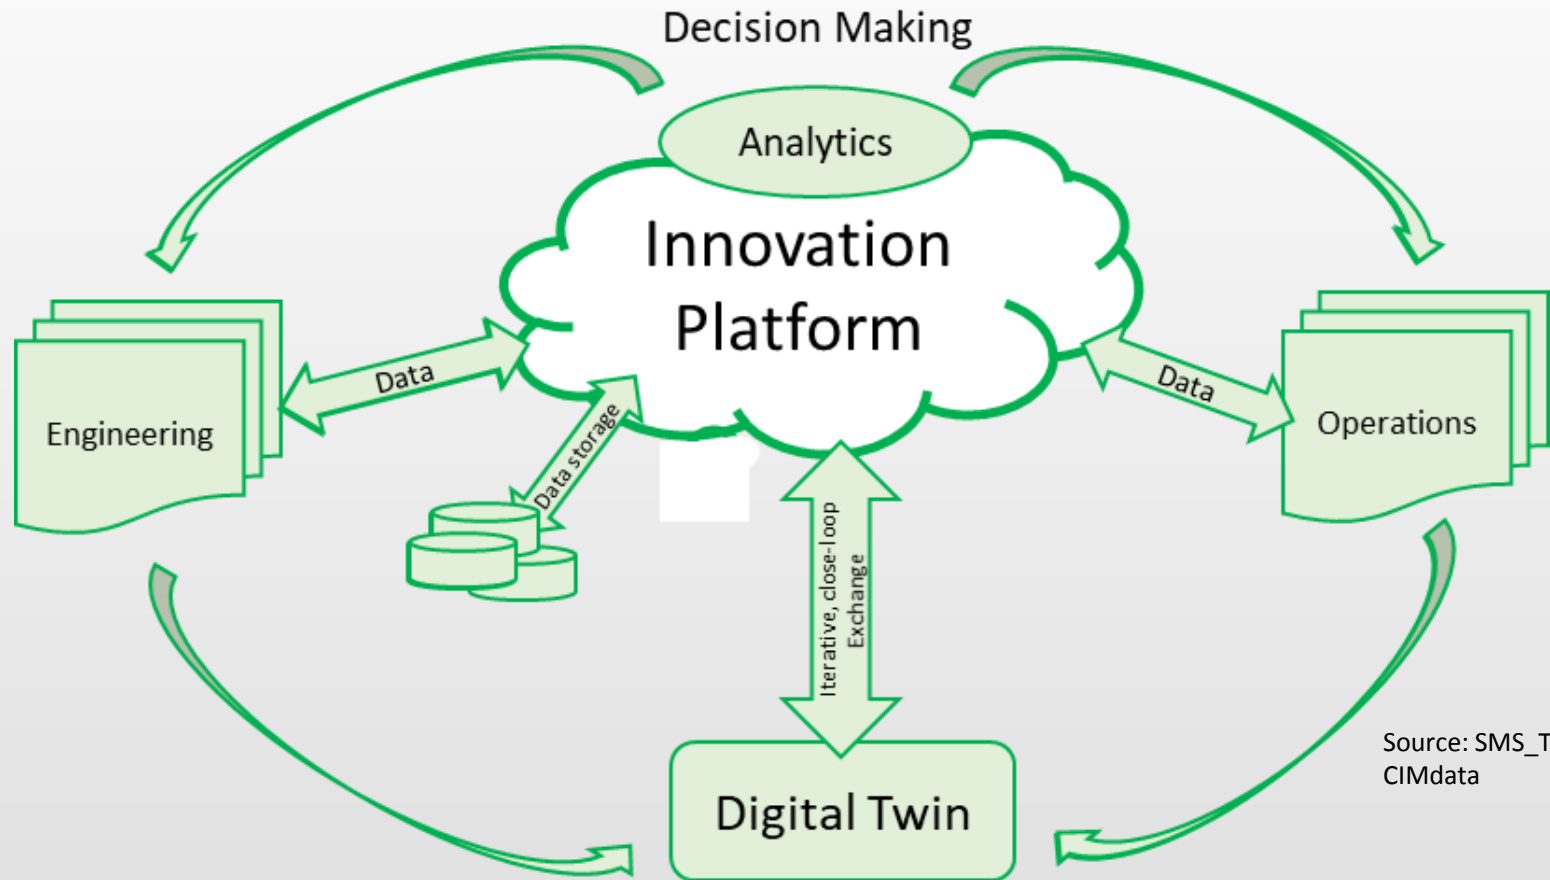 Decision Making
Analytics
Innovation
Platform
Data
Data
Engineering
Operations
Data storage
Iterative, close-loop
Exchange
Digital Twin
Source: SMS_T
CIMdata